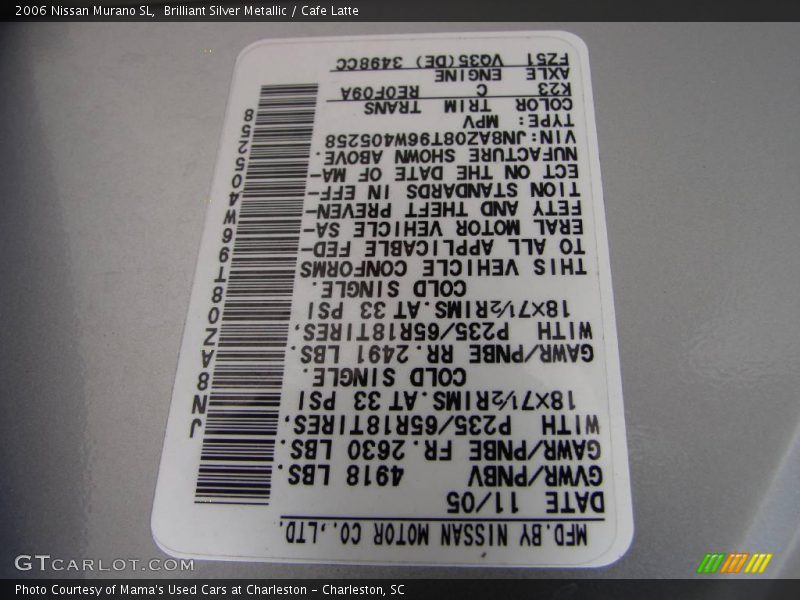 2006 Nissan Murano SL,  Brilliant Silver Metallic / Cafe Latte
MFD.BY NISSAN MOTOR CO.,LTD.
DATE 11/05
GVWR/PNBV 4918 LBS.
GAWR/PNBE FR.2630 LBS.
WITH P235/65R18TIRES,
18X7½RIMS.AT 33 PSI
COLD SINGLE.
GAWR/PNBE RR.2491 LBS.
WITH P235/65R18TIRES,
18X7½RIMS.AT 33 PSI
COLD SINGLE.
THIS VEHICLE CONFORMS
TO ALL APPLICABLE FED-
ERAL MOTOR VEHICLE SA-
FETY AND THEFT PREVEN-
TION STANDARDS IN EFF-
ECT ON THE DATE OF MA-
NUFACTURE SHOWN ABOVE.
VIN:JN8AZ08T96W405258
TYPE: MPV
COLOR TRIM TRANS
K23 C RE0F09A
AXLE ENGINE
FZ51 VQ35(DE) 3498CC
JN8AZ08T96W405258
GTCarLot.com
Photo Courtesy of Mama's Used Cars at Charleston - Charleston, SC